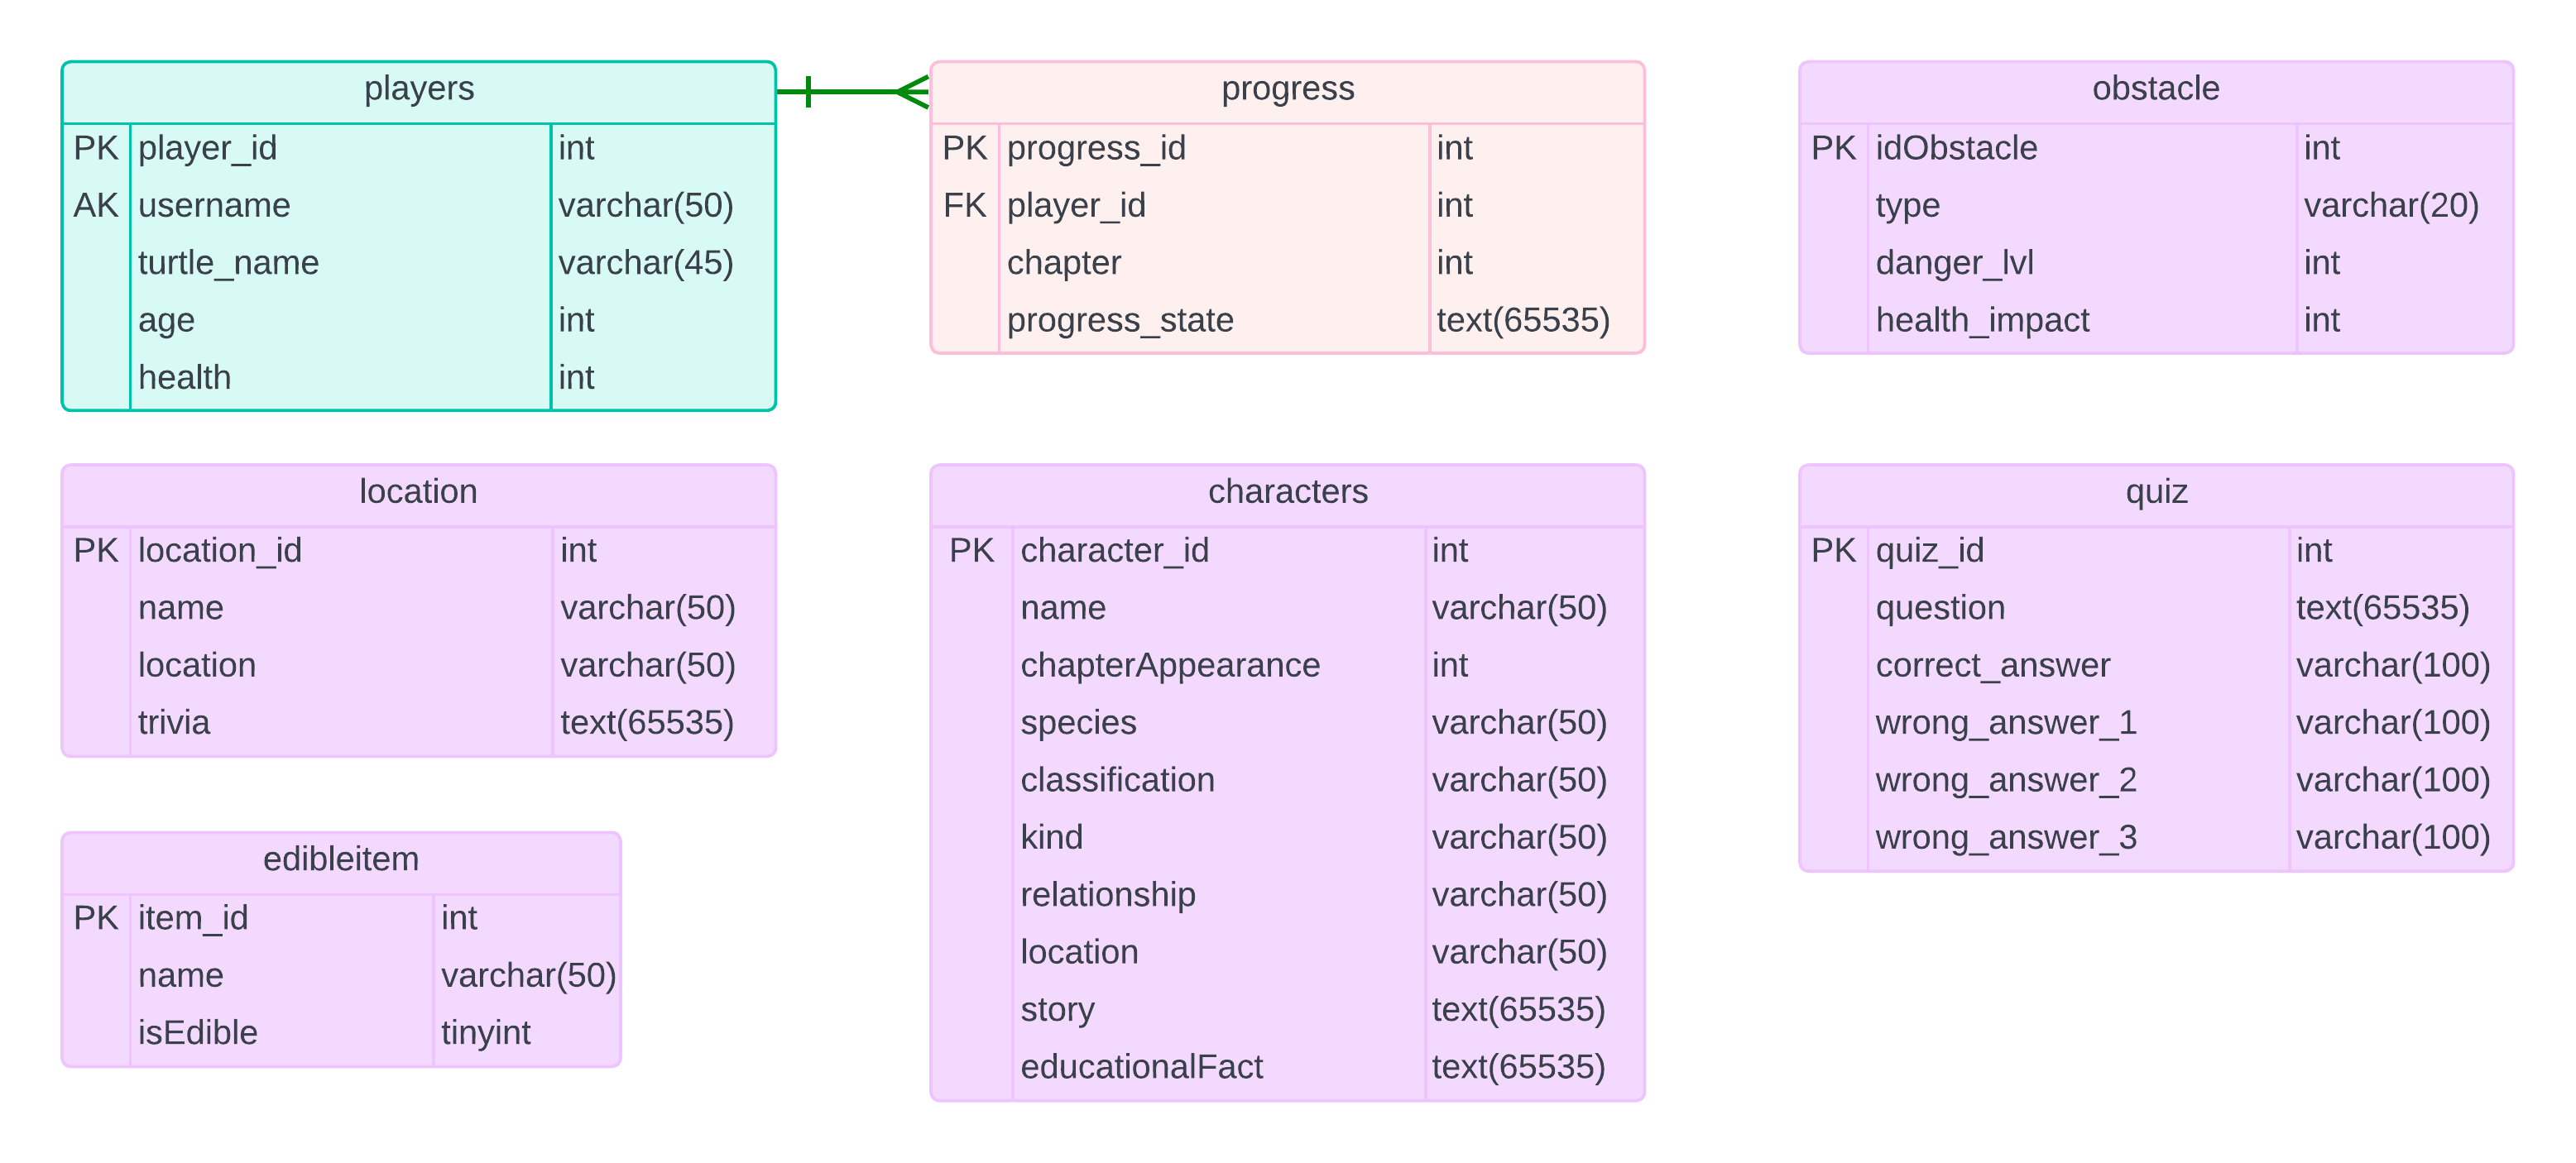 players
PK player_id int
AK username varchar(50)
turtle_name varchar(45)
age int
health int
progress
PK progress_id int
FK player_id int
chapter int
progress_state text(65535)
obstacle
PK idObstacle int
type varchar(20)
danger_lvl int
health_impact int
location
PK location_id int
name varchar(50)
location varchar(50)
trivia text(65535)
characters
PK character_id int
name varchar(50)
chapterAppearance int
species varchar(50)
classification varchar(50)
kind varchar(50)
relationship varchar(50)
location varchar(50)
story text(65535)
educationalFact text(65535)
quiz
PK quiz_id int
question text(65535)
correct_answer varchar(100)
wrong_answer_1 varchar(100)
wrong_answer_2 varchar(100)
wrong_answer_3 varchar(100)
edibleitem
PK item_id int
name varchar(50)
isEdible tinyint